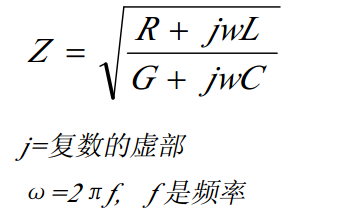 Z = √((R + jwL)/(G + jwC))
j=复数的虚部
ω=2πf， f是频率